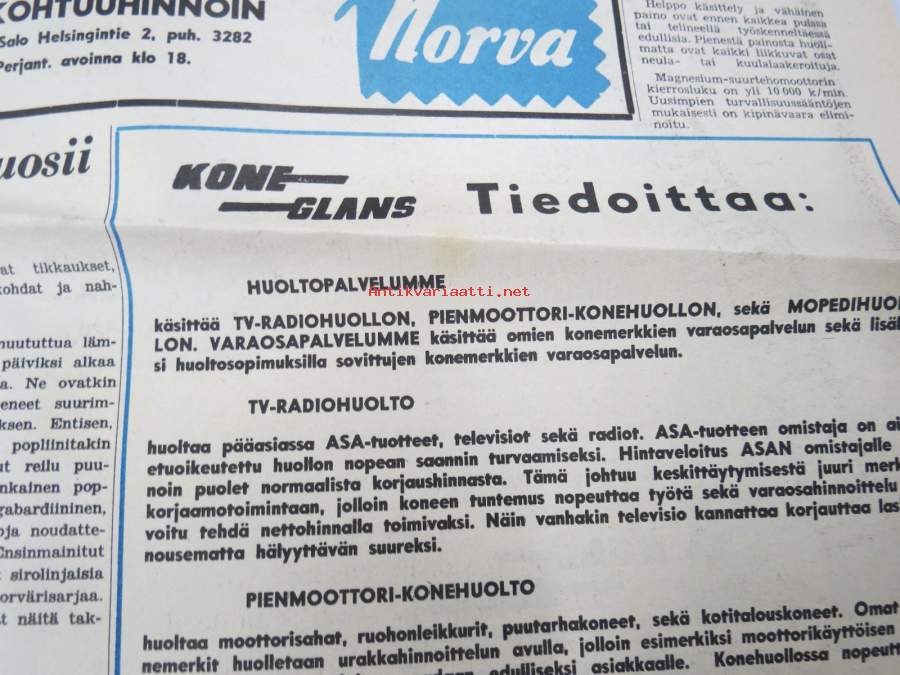 KOHTUUHINNOIN
Salo Helsingintie 2, puh. 3282
Perjant. avoinna klo 18.
Norva
Helppo käsittely ja vähäinen
paino ovat ennen kaikkea puissa
tai telineellä työskenneltäessä
edullisia. Pienestä painosta huoli-
matta ovat kaikki liikkuvat osat
neula- tai kuulalaakeroituja.
Magnesium-suurtehomoottorin
kierrosluku on yli 10 000 k/min.
Uusimpien turvallisuussääntöjen
mukaisesti on kipinävaara elimi-
noitu.
uosii
at tikkaukset,
kohdat ja nah-
muututtua läm-
päiviksi alkaa
a. Ne ovatkin
eneet suurim-
ksen. Entisen,
popliinitakin
ut reilu puu-
nkainen pop-
gabardiininen,
oja noudatte-
Ensinmainitut
sirolinjaisia
orvärisarjaa.
t näitä tak-
KONE
GLANS
Tiedoittaa:
HUOLTOPALVELUMME
Antikvariaatti.net
käsittää TV-RADIOHUOLLON, PIENMOOTTORI-KONEHUOLLON, sekä MOPEDIHUOL
LON. VARAOSAPALVELUMME käsittää omien konemerkkien varaosapalvelun sekä lisäk
si huoltosopimuksilla sovittujen konemerkkien varaosapalvelun.
TV-RADIOHUOLTO
huoltaa pääasiassa ASA-tuotteet, televisiot sekä radiot. ASA-tuotteen omistaja on ai
etuoikeutettu huollon nopean saannin turvaamiseksi. Hintaveloitus ASAN omistajalle
noin puolet normaalista korjaushinnasta. Tämä johtuu keskittäytymisestä juuri merk
korjaamotoimintaan, jolloin koneen tuntemus nopeuttaa työtä sekä varaosahinnoittelu
voitu tehdä nettohinnalla toimivaksi. Näin vanhakin televisio kannattaa korjauttaa las
nousematta hälyyttävän suureksi.
PIENMOOTTORI-KONEHUOLTO
huoltaa moottorisahat, ruohonleikkurit, puutarhakoneet, sekä kotitalouskoneet. Omat
nemerkit huolletaan urakkahinnoittelun avulla, jolloin esimerkiksi moottorikäyttöisen
edulliseksi asiakkaalle. Konehuollossa nopeutt